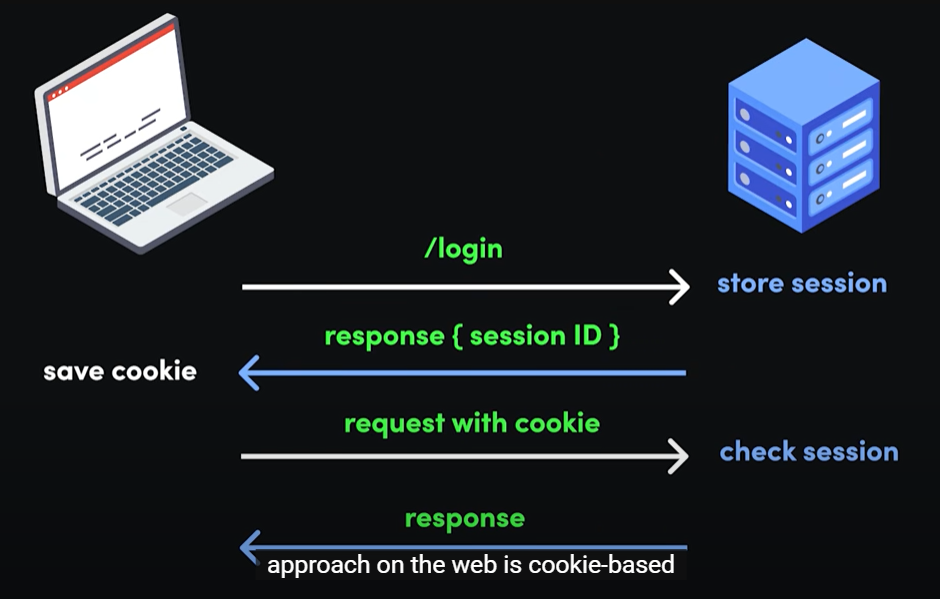 /login
store session
response { session ID }
save cookie
request with cookie
check session
response
approach on the web is cookie-based